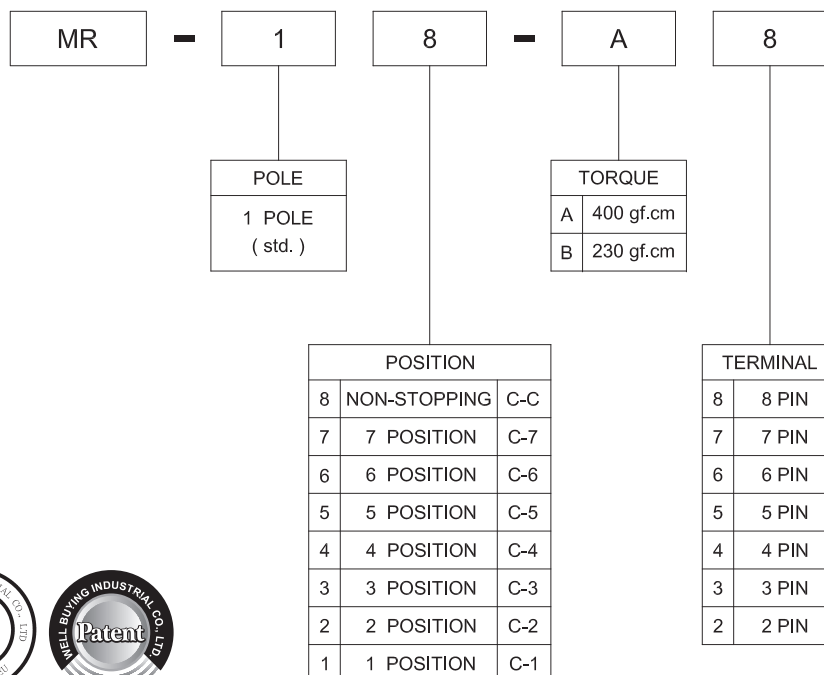 MR - 1 8 - A 8
POLE
1 POLE
( std. )
TORQUE
A 400 gf.cm
B 230 gf.cm
POSITION
8 NON-STOPPING C-C
7 7 POSITION C-7
6 6 POSITION C-6
5 5 POSITION C-5
4 4 POSITION C-4
3 3 POSITION C-3
2 2 POSITION C-2
1 1 POSITION C-1
TERMINAL
8 8 PIN
7 7 PIN
6 6 PIN
5 5 PIN
4 4 PIN
3 3 PIN
2 2 PIN
CO., LTD
WELL BUYING INDUSTRIAL CO., LTD.
Patent